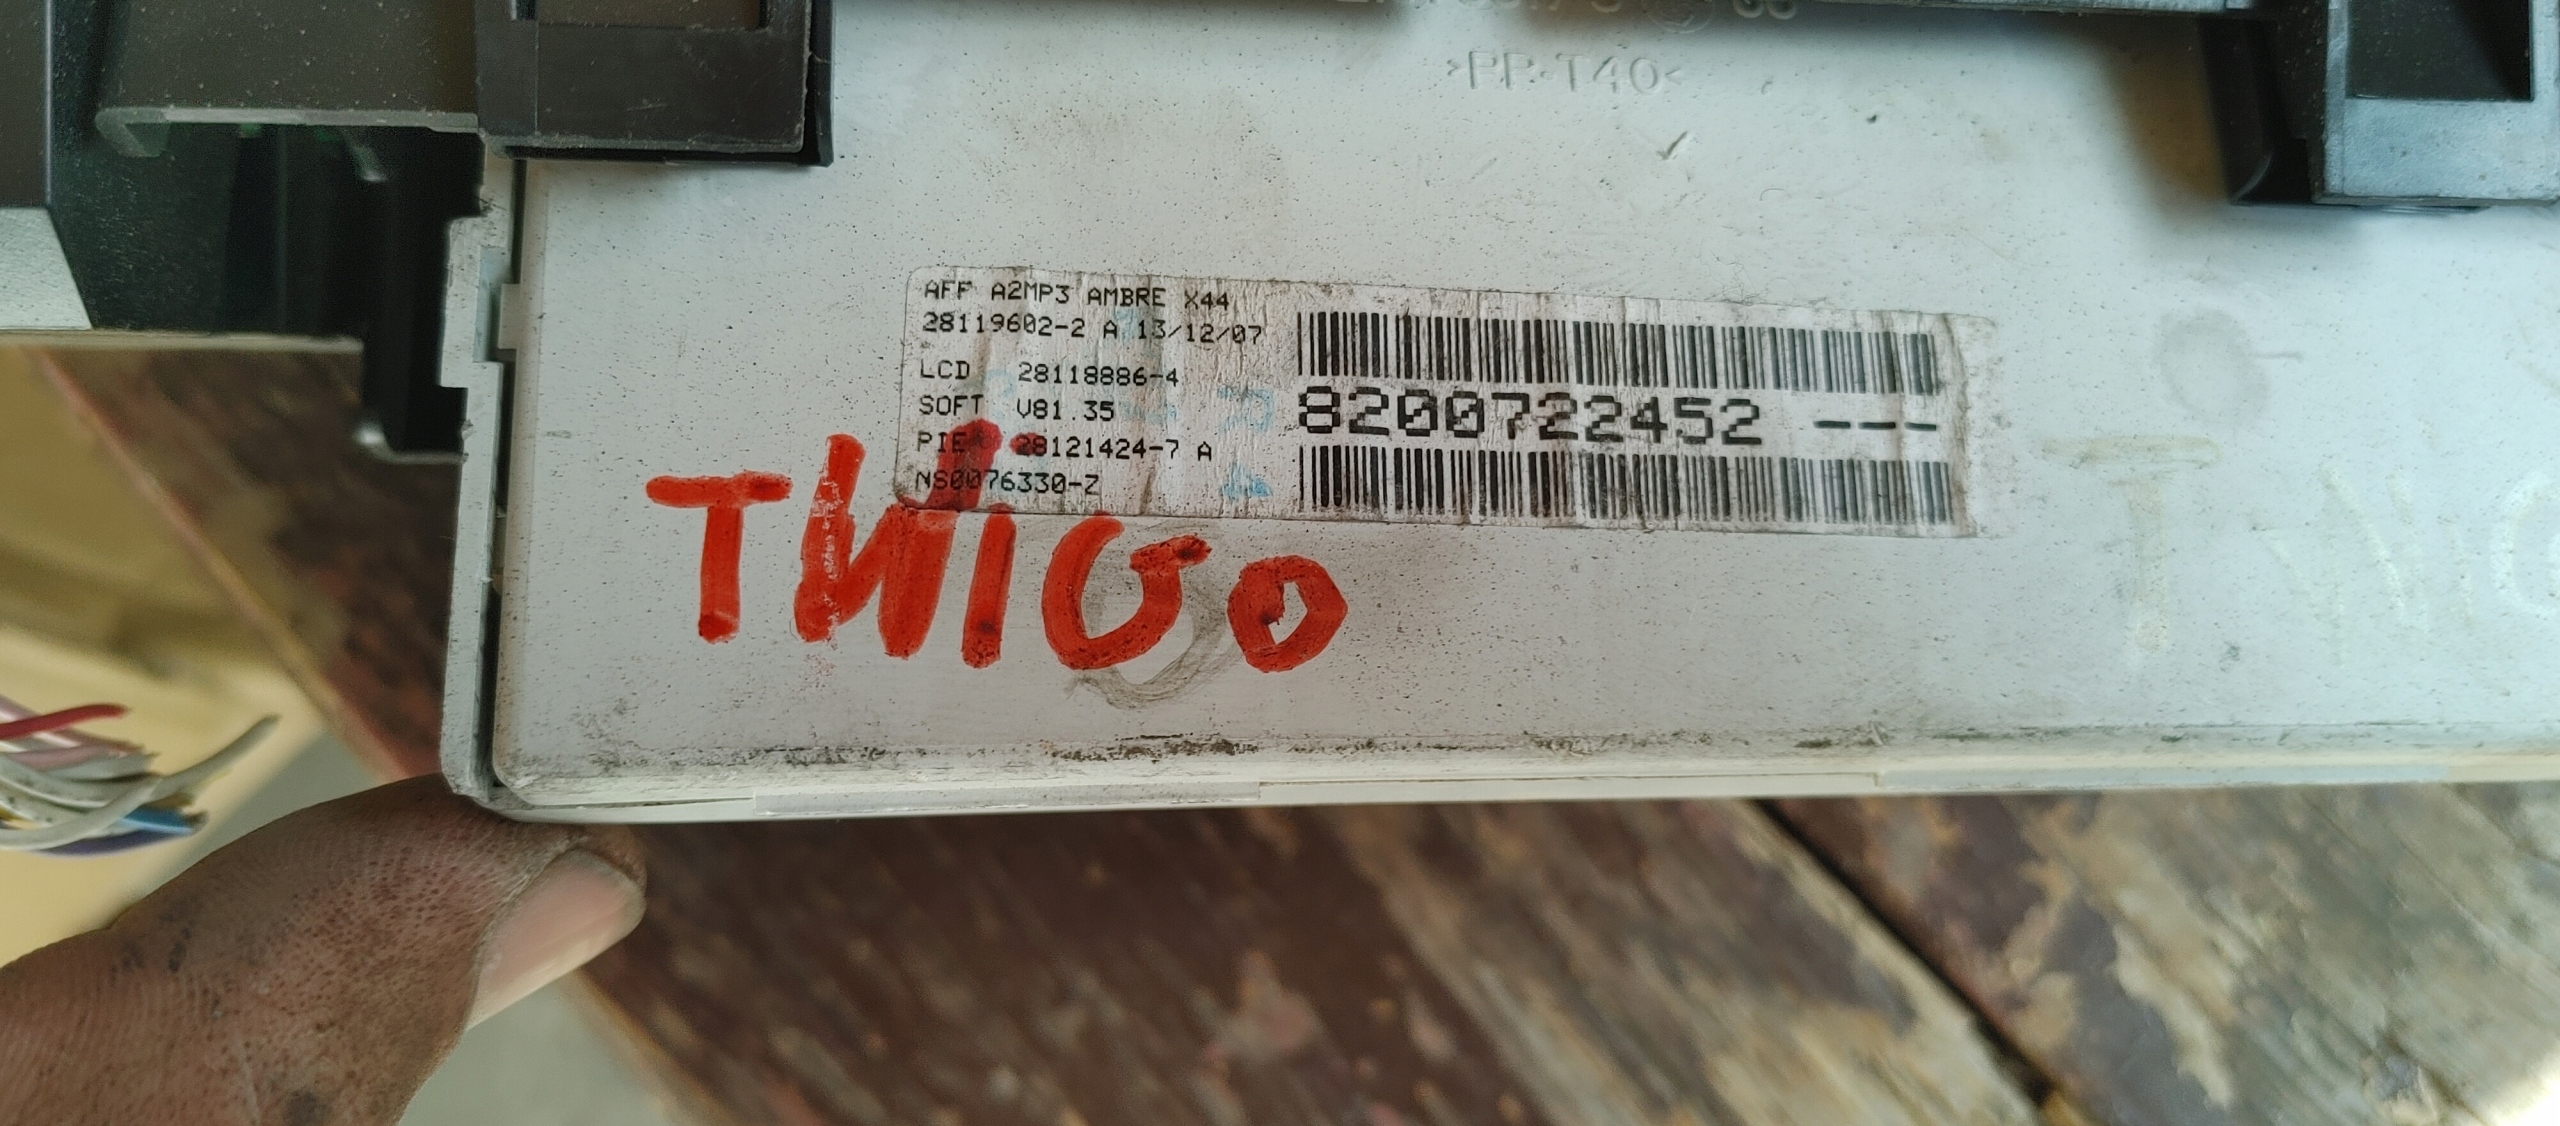 >PP-T40<
AFF A2MP3 AMBRE X44
28119602-2 A 13/12/07
LCD 28118886-4
SOFT V81.35
PIE 28121424-7 A
NS0076330-Z
8200722452 ---
TWIGO